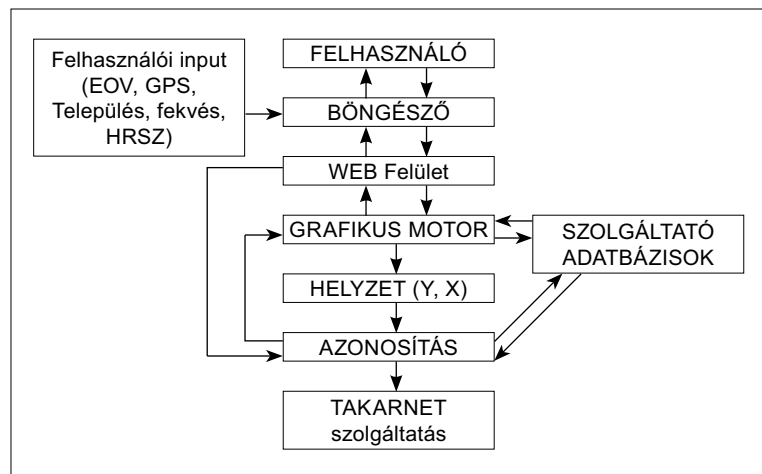 Felhasználói input
(EOV, GPS,
Település, fekvés,
HRSZ)
FELHASZNÁLÓ
BÖNGÉSZŐ
WEB Felület
GRAFIKUS MOTOR
SZOLGÁLTATÓ
ADATBÁZISOK
HELYZET (Y, X)
AZONOSÍTÁS
TAKARNET
szolgáltatás